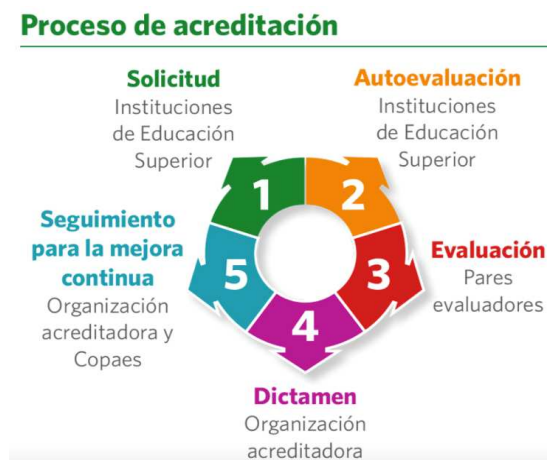 Proceso de acreditación
Solicitud
Instituciones
de Educación
Superior
Autoevaluación
Instituciones
de Educación
Superior
1
2
3
4
5
Evaluación
Pares
evaluadores
Dictamen
Organización
acreditadora
Seguimiento
para la mejora
continua
Organización
acreditadora y
Copaes